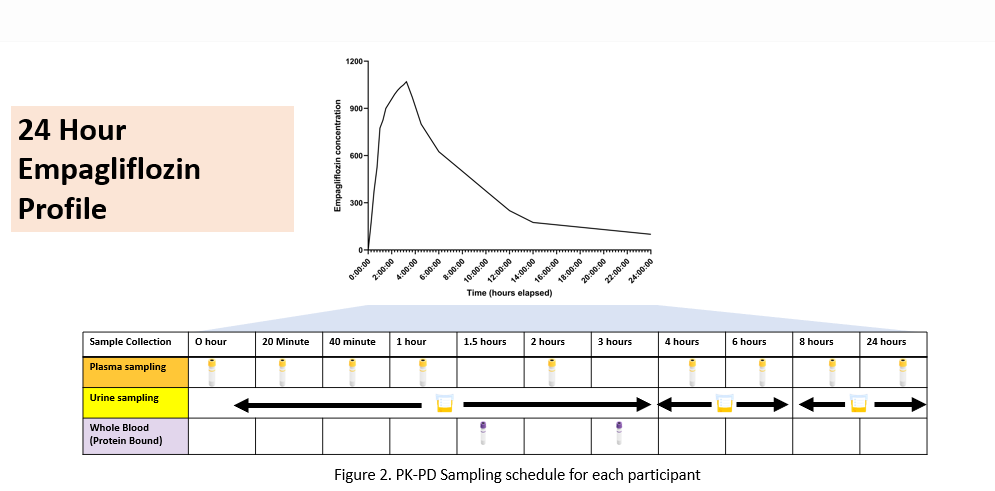 24 Hour
Empagliflozin
Profile
1200
900
600
300
0
Empagliflozin concentration
0:00:00
2:00:00
4:00:00
6:00:00
8:00:00
10:00:00
12:00:00
14:00:00
16:00:00
18:00:00
20:00:00
22:00:00
24:00:00
Time (hours elapsed)
Sample Collection O hour 20 Minute 40 minute 1 hour 1.5 hours 2 hours 3 hours 4 hours 6 hours 8 hours 24 hours
Plasma sampling
Urine sampling
Whole Blood
(Protein Bound)
Figure 2. PK-PD Sampling schedule for each participant